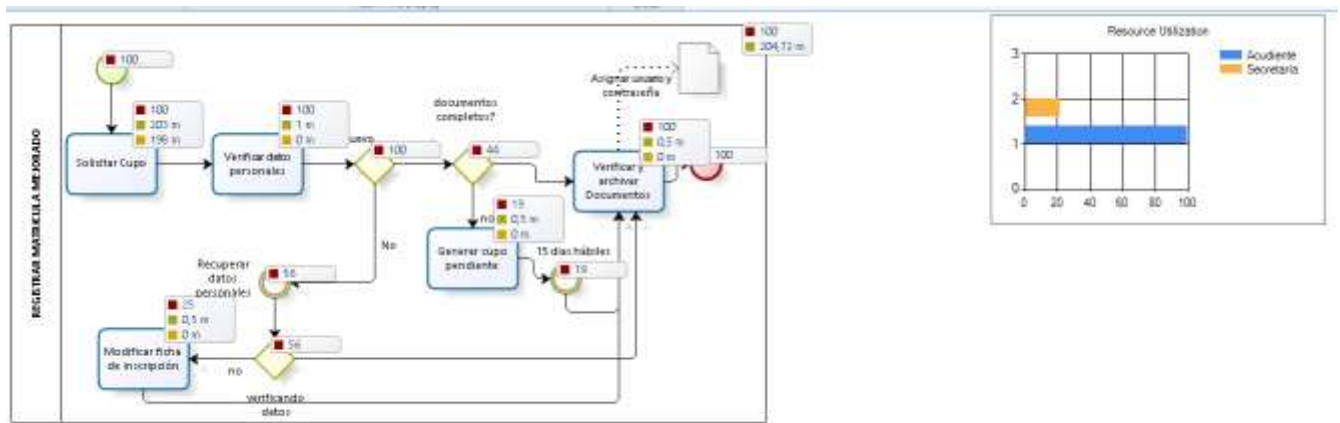 100
204,72 m
Resource Utilization
Acudiente
Secretaria
3
2
1
0
0 20 40 60 80 100
REGISTRAR MATRICULA MEJORADO
100
Asignar usuario y
contraseña
documentos
completos?
100
203 m
196 m
Solicitar Cupo
100
1 m
0 m
Verificar dato
personales
100
44
100
0,5 m
0 m
Verificar y
archivar
Documentos
100
No
no
19
0,5 m
0 m
Generar cupo
pendiente
15 días hábiles
19
Recuperar
datos
personales
56
25
0,5 m
0 m
Modificar ficha
de inscripción
56
no
verificando
datos